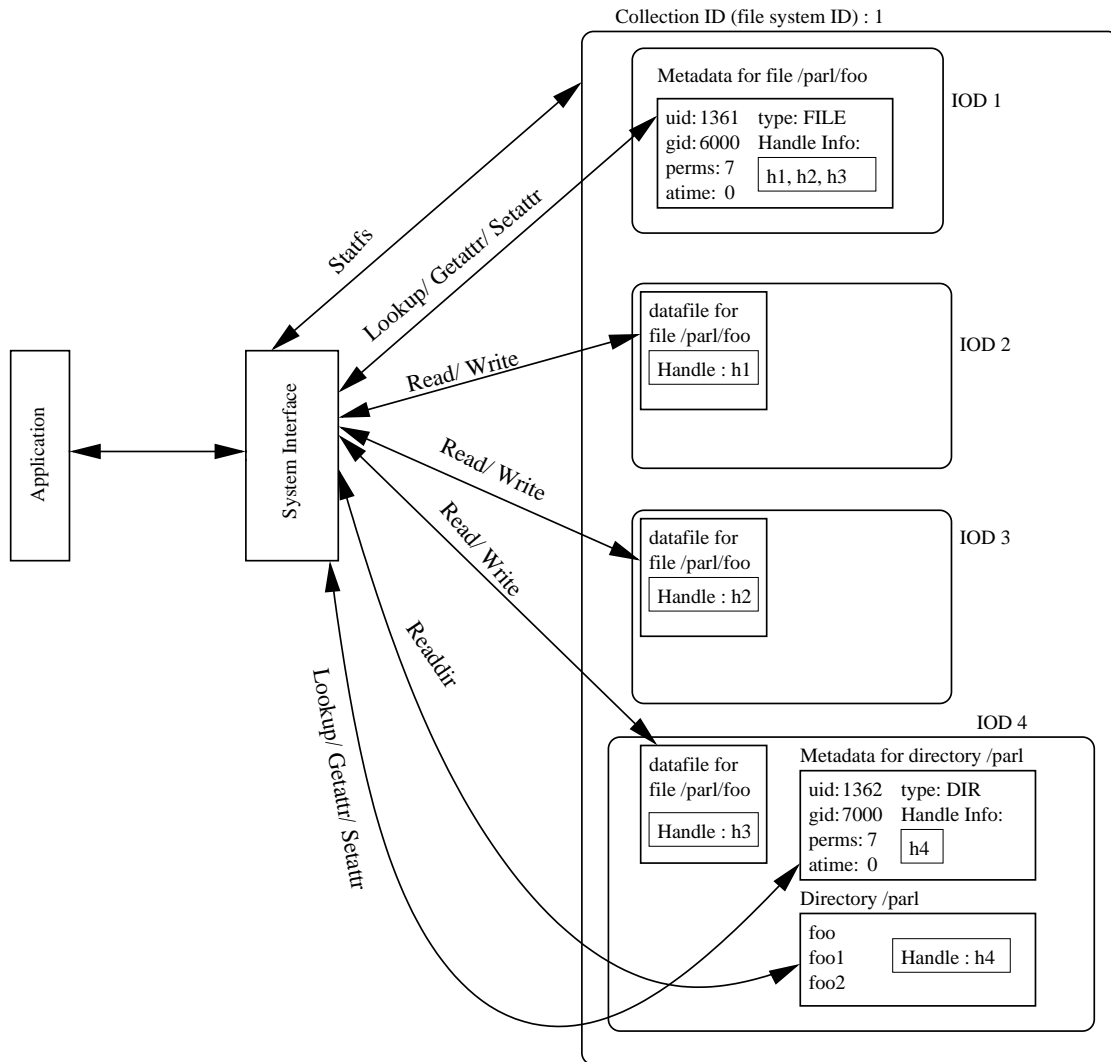 Collection ID (file system ID) : 1
Metadata for file /parl/foo
IOD 1
uid: 1361 type: FILE
gid: 6000 Handle Info:
perms: 7
h1, h2, h3
atime: 0
Statfs
Lookup/ Getattr/ Setattr
datafile for
file /parl/foo
Handle : h1
IOD 2
Read/ Write
Application
System Interface
Read/ Write
datafile for
file /parl/foo
Handle : h2
IOD 3
Read/ Write
Readdir
Lookup/ Getattr/ Setattr
IOD 4
datafile for
file /parl/foo
Handle : h3
Metadata for directory /parl
uid: 1362 type: DIR
gid: 7000 Handle Info:
perms: 7
h4
atime: 0
Directory /parl
foo
foo1
foo2
Handle : h4